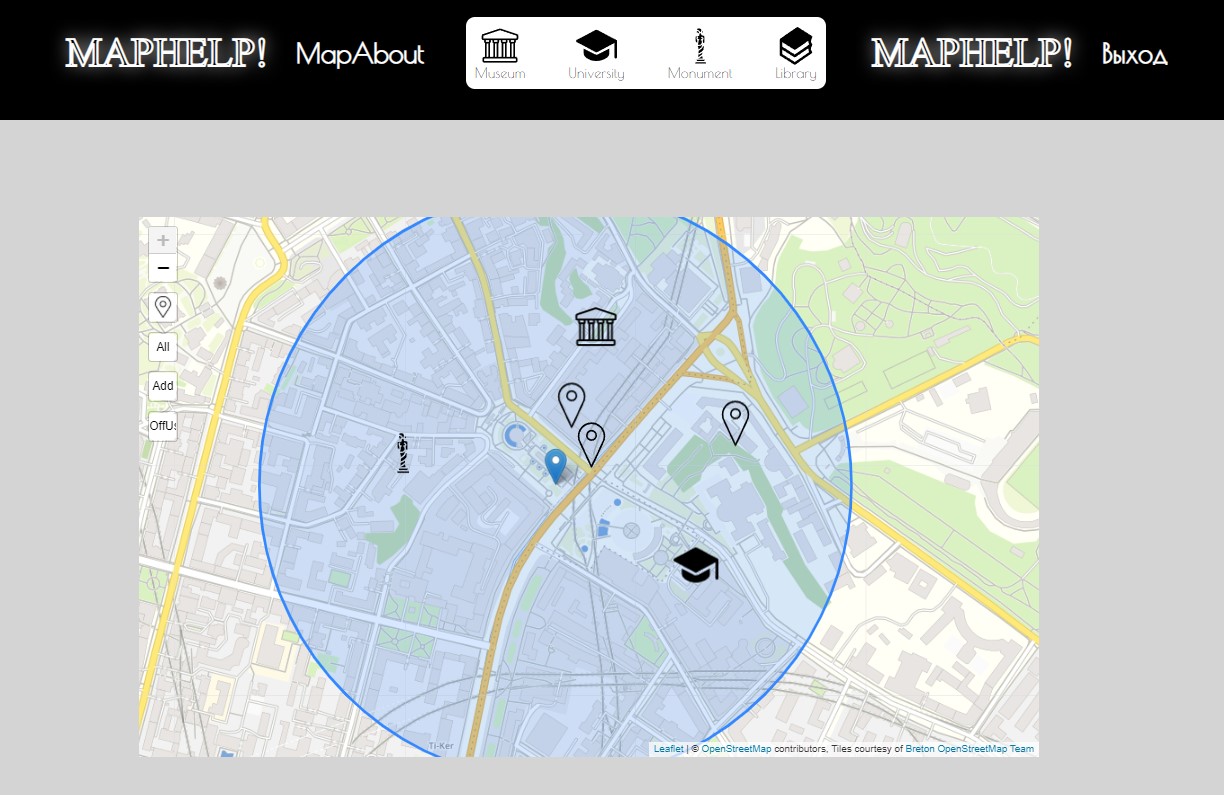 MAPHELP! MapAbout
Museum University Monument Library
MAPHELP! Выход
+
−
All
Add
OffUs
Ti-Ker
Leaflet | © OpenStreetMap contributors, Tiles courtesy of Breton OpenStreetMap Team